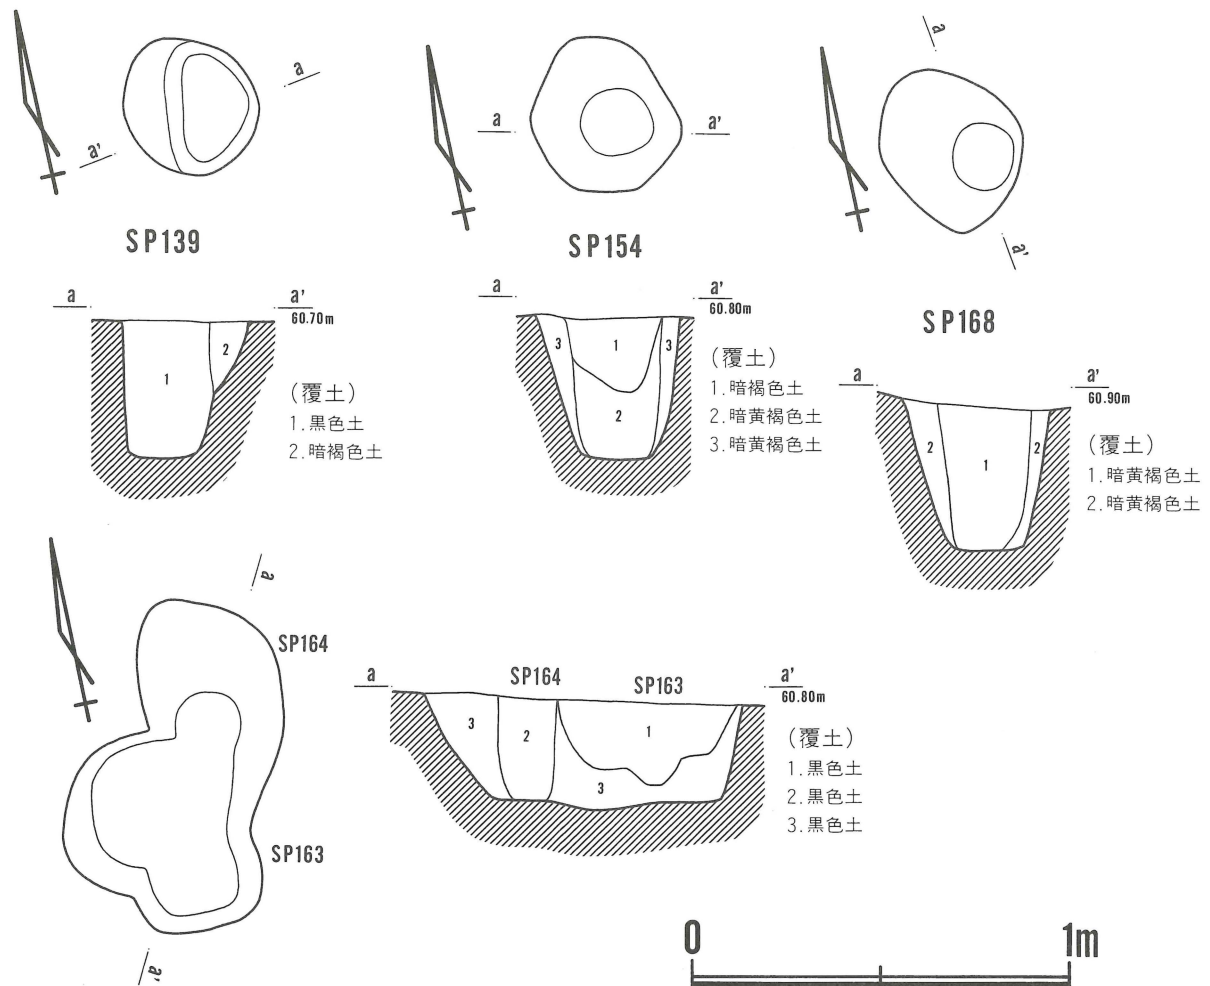 a
a'
SP139
a
a'
60.70m
1
2
(覆土)
1.黒色土
2.暗褐色土
a
a'
SP154
a
a'
60.80m
3
1
3
2
(覆土)
1.暗褐色土
2.暗黄褐色土
3.暗黄褐色土
a
a'
SP168
a
a'
60.90m
2
1
2
(覆土)
1.暗黄褐色土
2.暗黄褐色土
a
SP164
SP163
a'
a
SP164
SP163
a'
60.80m
3
2
1
3
(覆土)
1.黒色土
2.黒色土
3.黒色土
0
1m